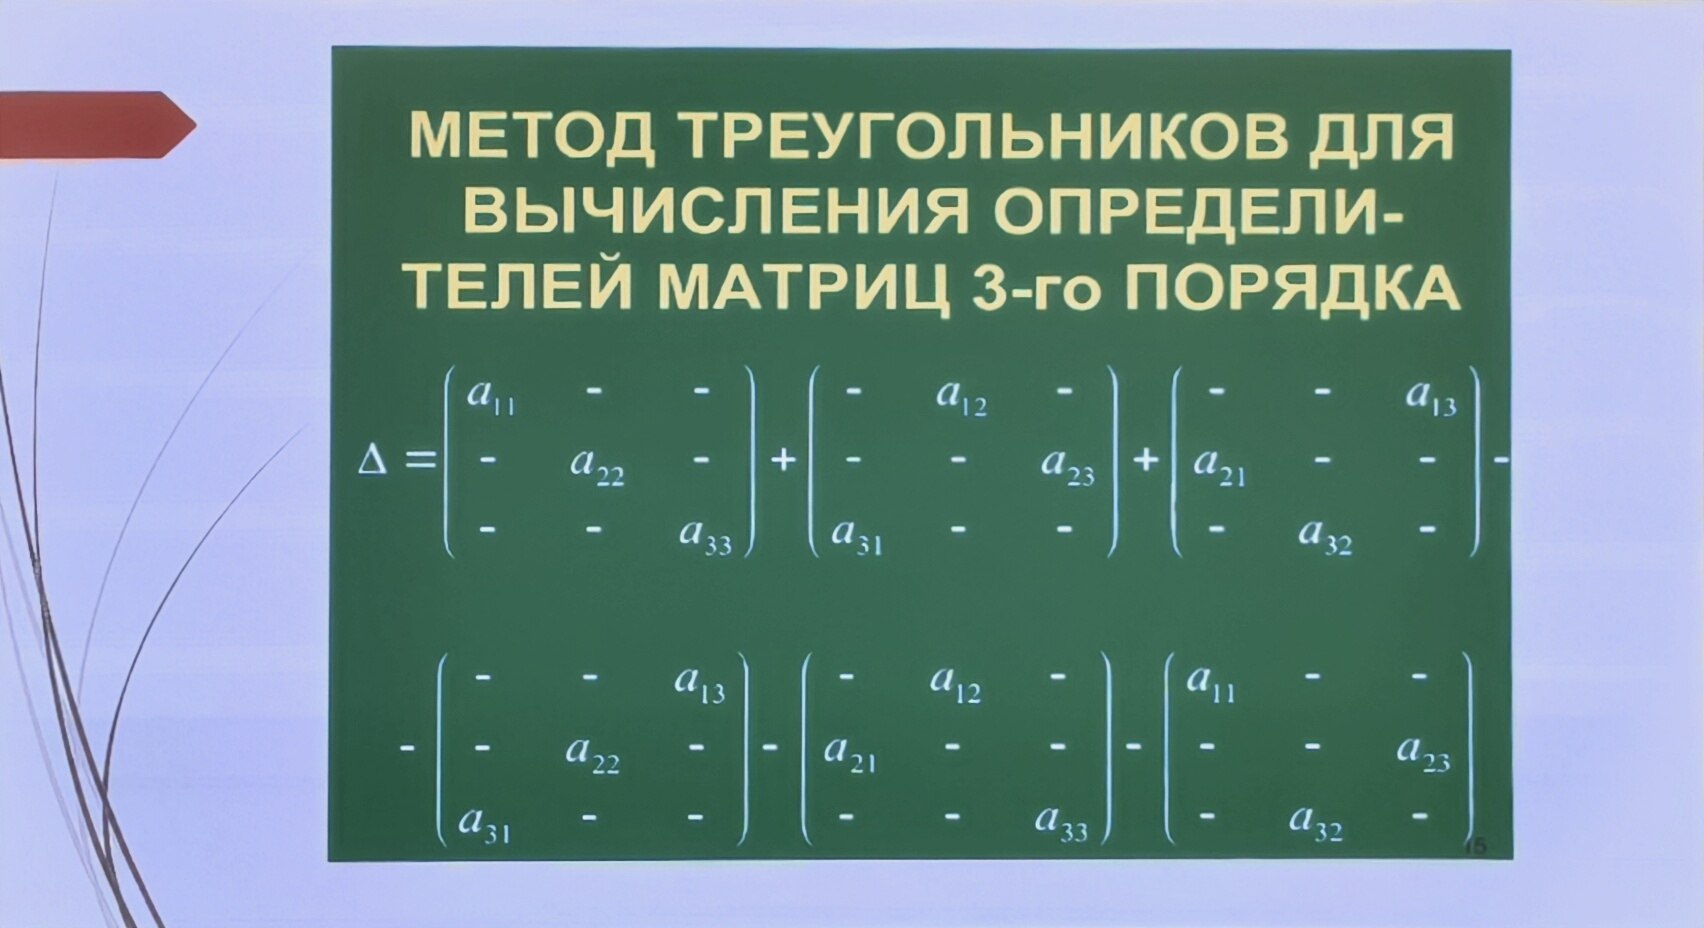 МЕТОД ТРЕУГОЛЬНИКОВ ДЛЯ
ВЫЧИСЛЕНИЯ ОПРЕДЕЛИ-
ТЕЛЕЙ МАТРИЦ 3-го ПОРЯДКА
Δ = ( a₁₁ - - ) + ( - a₁₂ - ) + ( - - a₁₃ ) -
( - a₂₂ - ) ( - - a₂₃ ) ( a₂₁ - - )
( - - a₃₃ ) ( a₃₁ - - ) ( - a₃₂ - )
- ( - - a₁₃ ) - ( - a₁₂ - ) - ( a₁₁ - - )
( - a₂₂ - ) ( a₂₁ - - ) ( - - a₂₃ )
( a₃₁ - - ) ( - - a₃₃ ) ( - a₃₂ - )
15